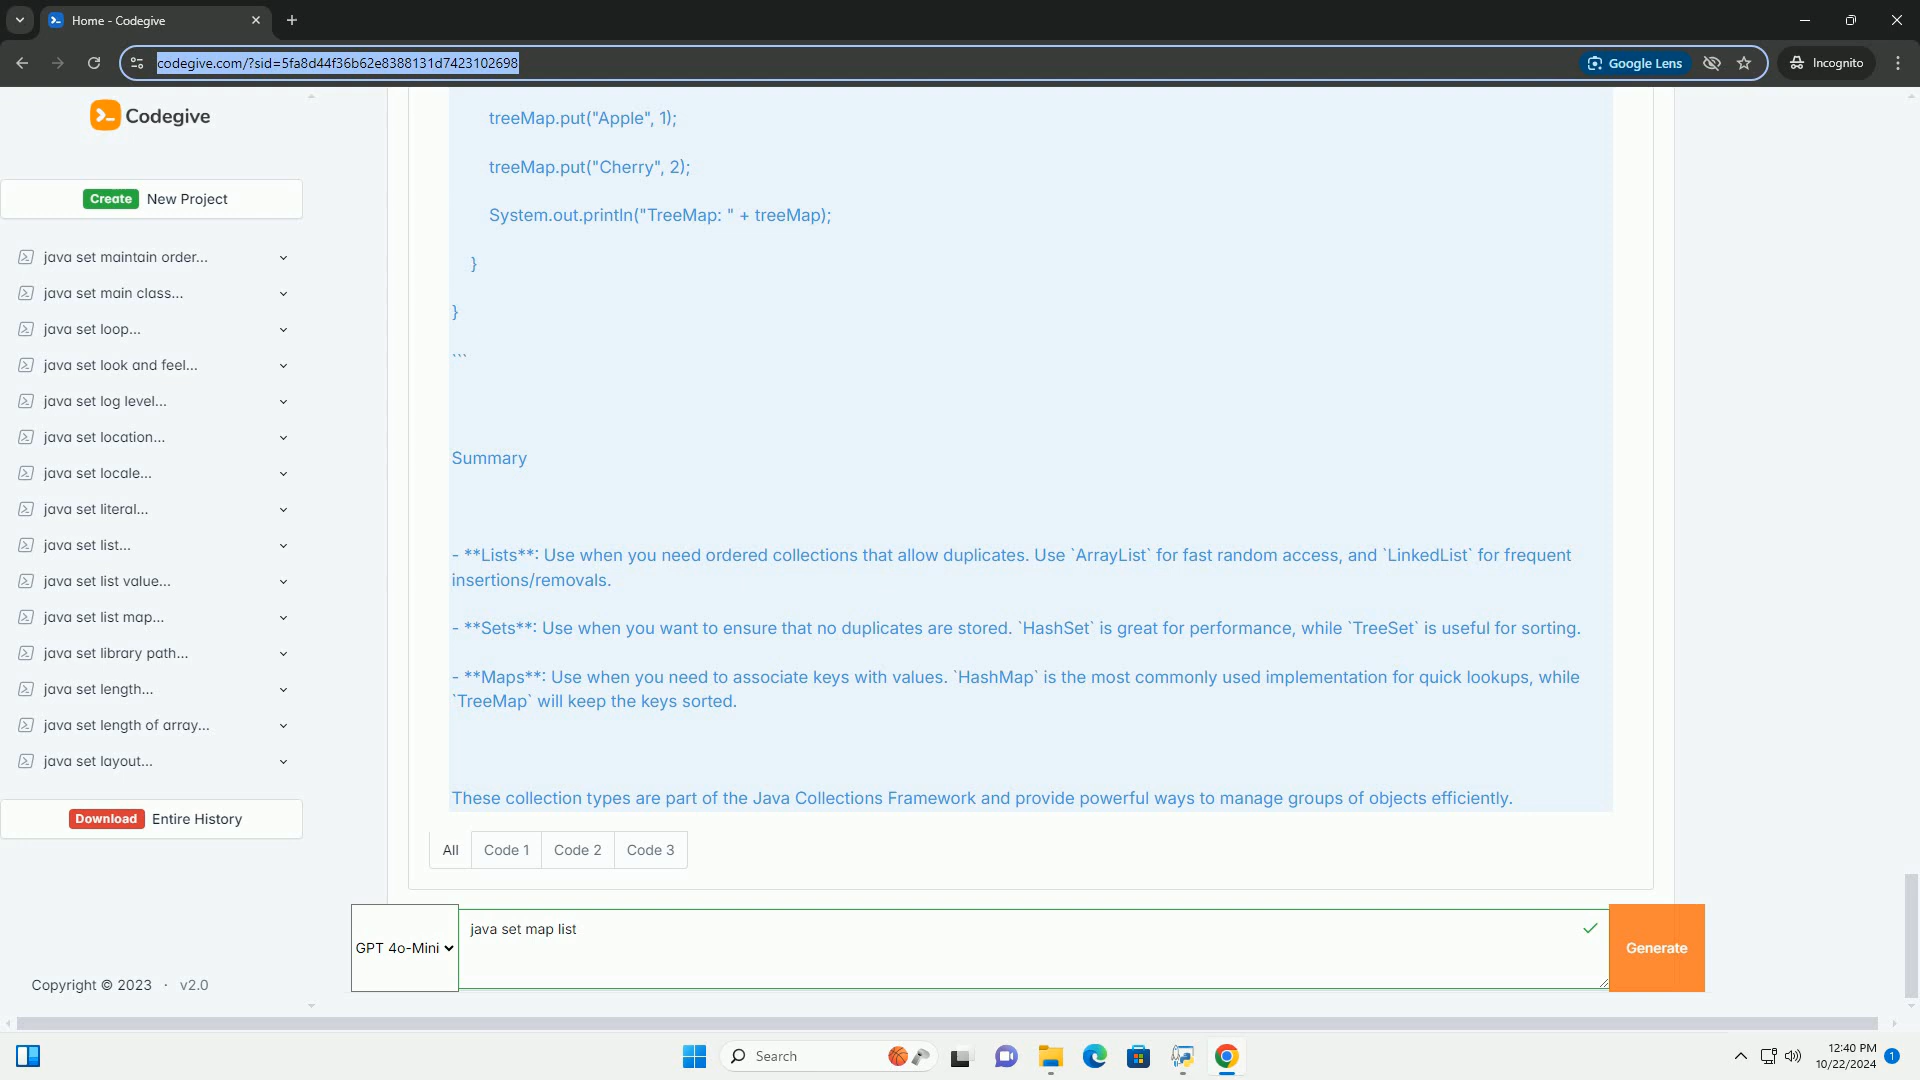 Home - Codegive
codegive.com/?sid=5fa8d44f36b62e8388131d7423102698
Google Lens
Incognito
Codegive
Create New Project
java set maintain order...
java set main class...
java set loop...
java set look and feel...
java set log level...
java set location...
java set locale...
java set literal...
java set list...
java set list value...
java set list map...
java set library path...
java set length...
java set length of array...
java set layout...
Download Entire History
Copyright © 2023 · v2.0
treeMap.put("Apple", 1);
treeMap.put("Cherry", 2);
System.out.println("TreeMap: " + treeMap);
}
}
```
Summary
- **Lists**: Use when you need ordered collections that allow duplicates. Use `ArrayList` for fast random access, and `LinkedList` for frequent
insertions/removals.
- **Sets**: Use when you want to ensure that no duplicates are stored. `HashSet` is great for performance, while `TreeSet` is useful for sorting.
- **Maps**: Use when you need to associate keys with values. `HashMap` is the most commonly used implementation for quick lookups, while
`TreeMap` will keep the keys sorted.
These collection types are part of the Java Collections Framework and provide powerful ways to manage groups of objects efficiently.
All Code 1 Code 2 Code 3
GPT 4o-Mini
java set map list
Generate
Search
12:40 PM
10/22/2024
1